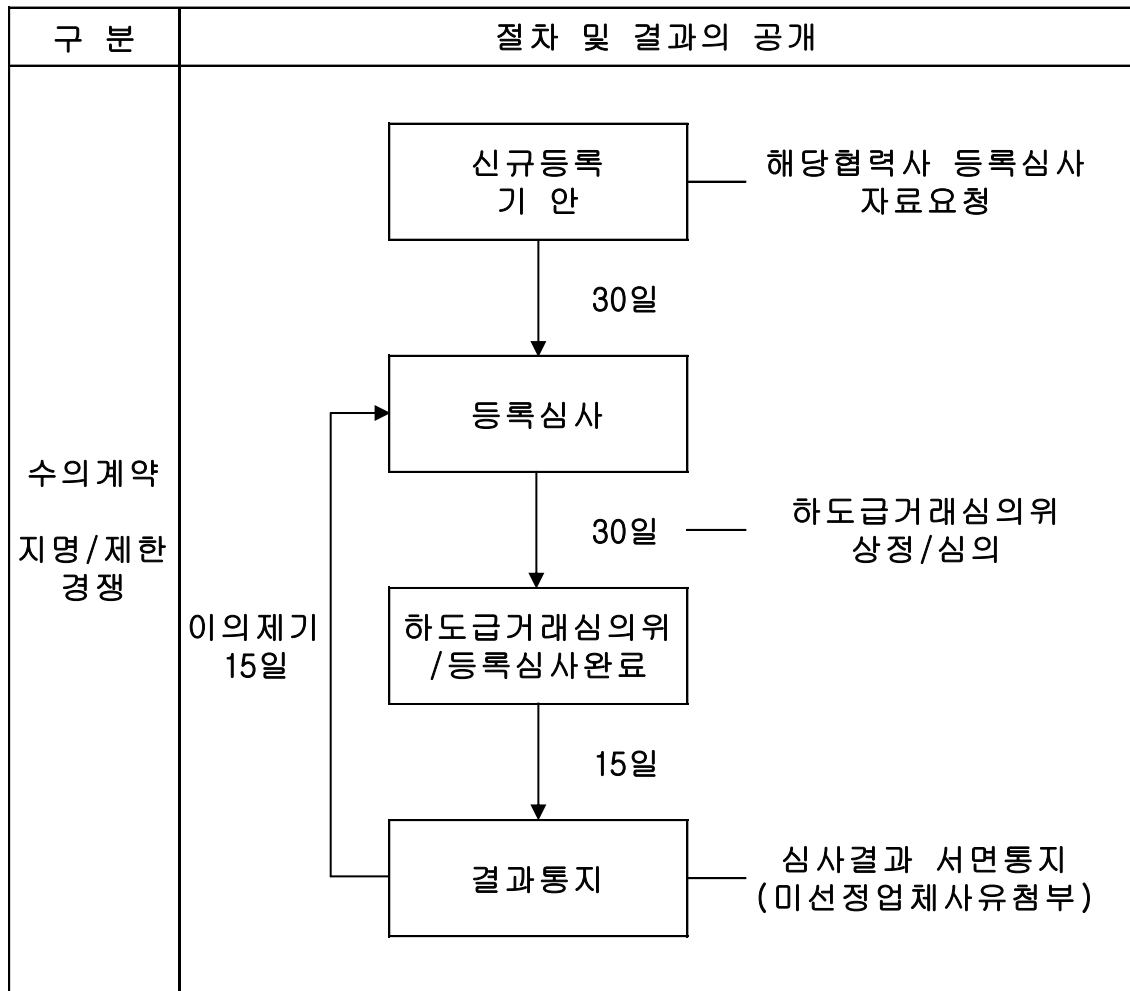 구 분
절차 및 결과의 공개
신규등록
기 안
해당협력사 등록심사
자료요청
30일
등록심사
수의계약
지명/제한
경쟁
30일
하도급거래심의위
상정/심의
이의제기
15일
하도급거래심의위
/등록심사완료
15일
결과통지
심사결과 서면통지
(미선정업체사유첨부)